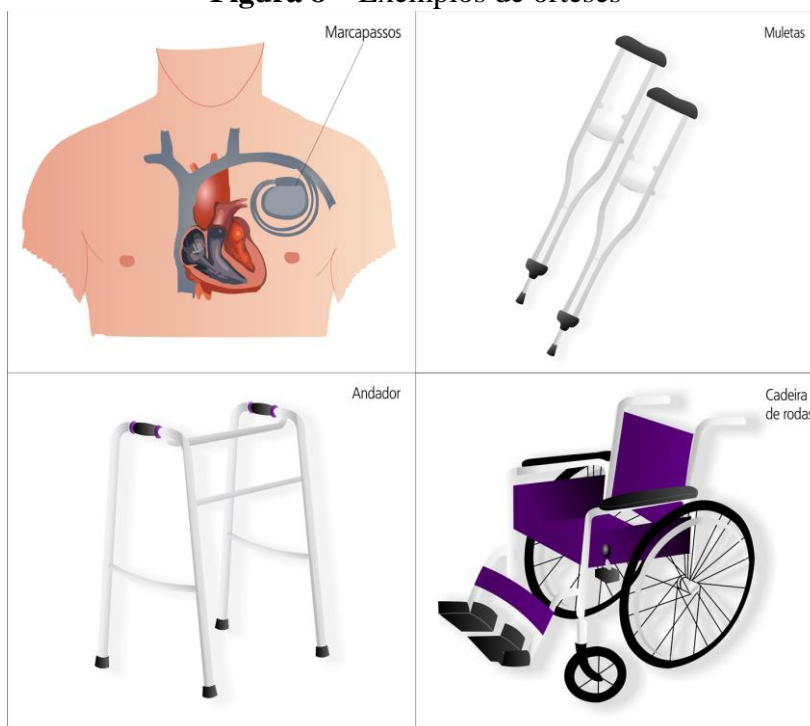 Figura – Exemplos de órteses
Marcapassos
Muletas
Andador
Cadeira
de rodas